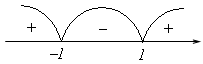 + – +
–1 1